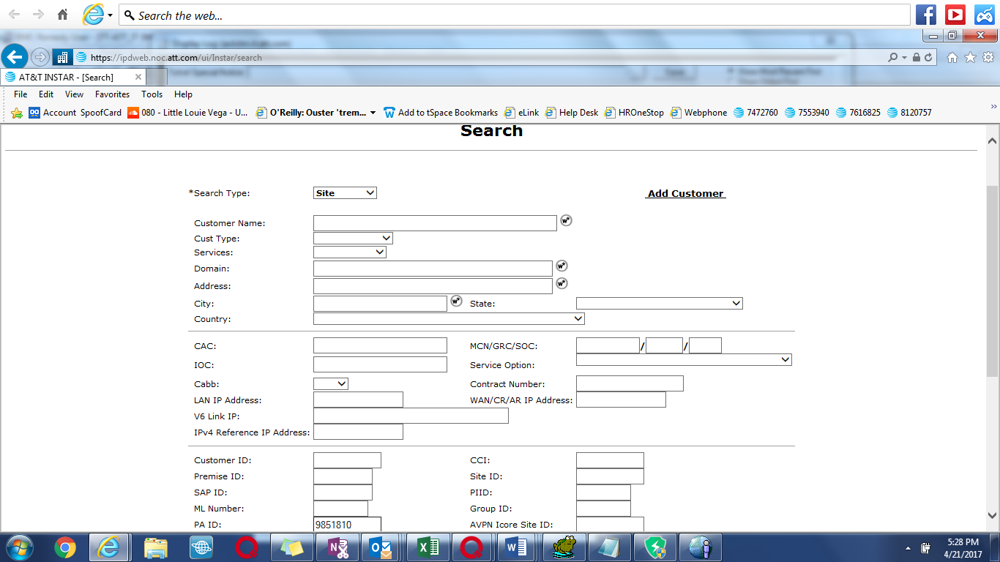 Search the web...
https://ipdweb.noc.att.com/ui/Instar/search
AT&T INSTAR - [Search]
File Edit View Favorites Tools Help
Account SpoofCard 080 - Little Louie Vega - U... O'Reilly: Ouster 'trem... Add to tSpace Bookmarks eLink Help Desk HROneStop Webphone 7472760 7553940 7616825 8120757
Search
*Search Type: Site Add Customer
Customer Name: w*
Cust Type:
Services:
Domain: w*
Address: w*
City: w* State:
Country:
CAC: MCN/GRC/SOC: / /
IOC: Service Option:
Cabb: Contract Number:
LAN IP Address: WAN/CR/AR IP Address:
V6 Link IP:
IPv4 Reference IP Address:
Customer ID: CCI:
Premise ID: Site ID:
SAP ID: PIID:
ML Number: Group ID:
PA ID: 9851810 AVPN Icore Site ID:
5:28 PM
4/21/2017